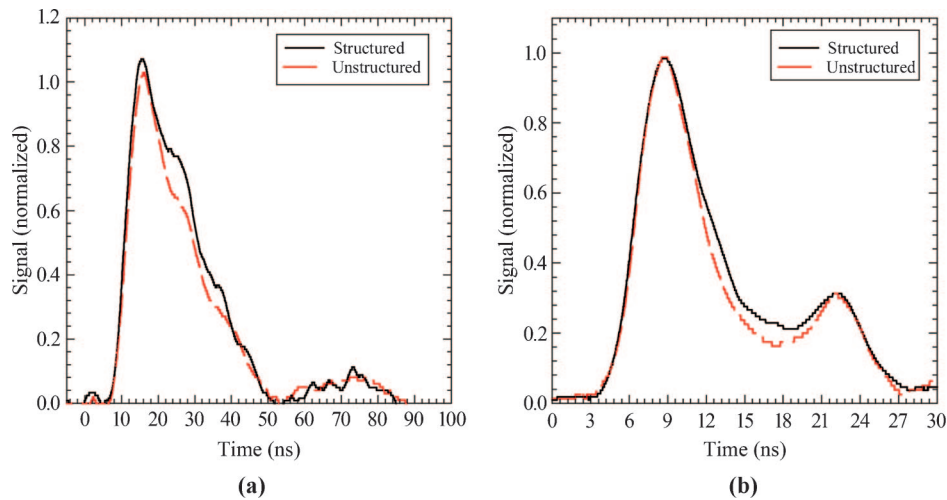 1.2
1.0
0.8
0.6
0.4
0.2
0.0
Signal (normalized)
Structured
Unstructured
0 10 20 30 40 50 60 70 80 90 100
Time (ns)
(a)
1.0
0.8
0.6
0.4
0.2
0.0
Signal (normalized)
Structured
Unstructured
0 3 6 9 12 15 18 21 24 27 30
Time (ns)
(b)